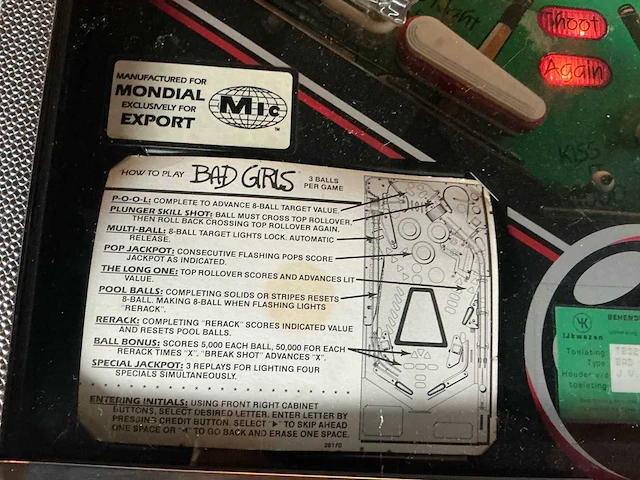 MANUFACTURED FOR
MONDIAL
EXCLUSIVELY FOR
EXPORT
MIC
TM
HOW TO PLAY BAD GIRLS 3 BALLS
PER GAME
P-O-O-L: COMPLETE TO ADVANCE 8-BALL TARGET VALUE.
PLUNGER SKILL SHOT: BALL MUST CROSS TOP ROLLOVER,
THEN ROLL BACK CROSSING TOP ROLLOVER AGAIN.
MULTI-BALL: 8-BALL TARGET LIGHTS LOCK. AUTOMATIC
RELEASE.
POP JACKPOT: CONSECUTIVE FLASHING POPS SCORE
JACKPOT AS INDICATED.
THE LONG ONE: TOP ROLLOVER SCORES AND ADVANCES LIT
VALUE.
POOL BALLS: COMPLETING SOLIDS OR STRIPES RESETS
8-BALL. MAKING 8-BALL WHEN FLASHING LIGHTS
"RERACK".
RERACK: COMPLETING "RERACK" SCORES INDICATED VALUE
AND RESETS POOL BALLS.
BALL BONUS: SCORES 5,000 EACH BALL, 50,000 FOR EACH
RERACK TIMES "X". "BREAK SHOT" ADVANCES "X".
SPECIAL JACKPOT: 3 REPLAYS FOR LIGHTING FOUR
SPECIALS SIMULTANEOUSLY.
ENTERING INITIALS: USING FRONT RIGHT CABINET
BUTTONS, SELECT DESIRED LETTER. ENTER LETTER BY
PRESSING CREDIT BUTTON. SELECT "►" TO SKIP AHEAD
ONE SPACE OR "◄" TO GO BACK AND ERASE ONE SPACE.
Shoot
Again
KISS
IJkwezen
Toelating
Type
Houder v/d
toelating